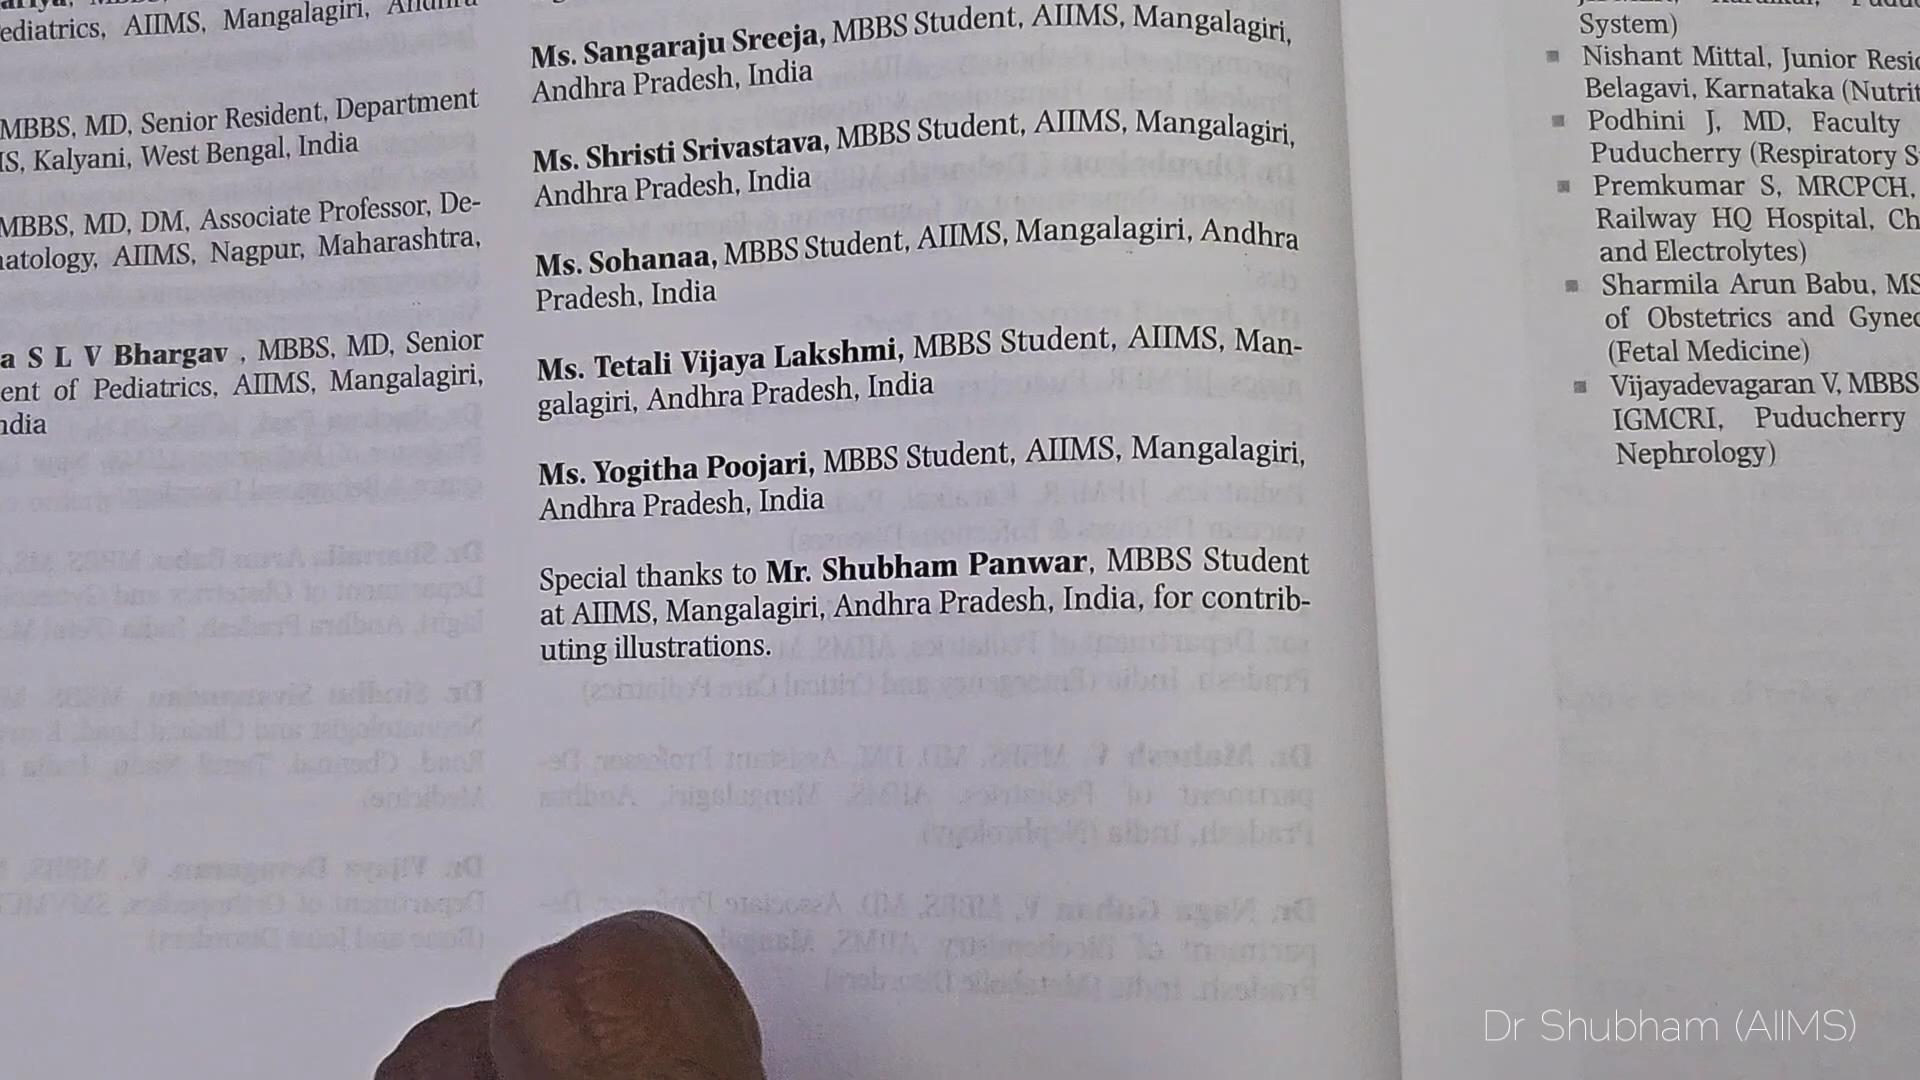 ediatrics, AIIMS, Mangalagiri, Andhra
MBBS, MD, Senior Resident, Department
IS, Kalyani, West Bengal, India
MBBS, MD, DM, Associate Professor, De-
atology, AIIMS, Nagpur, Maharashtra,
a S L V Bhargav , MBBS, MD, Senior
ent of Pediatrics, AIIMS, Mangalagiri,
ndia
Ms. Sangaraju Sreeja, MBBS Student, AIIMS, Mangalagiri,
Andhra Pradesh, India
Ms. Shristi Srivastava, MBBS Student, AIIMS, Mangalagiri,
Andhra Pradesh, India
Ms. Sohanaa, MBBS Student, AIIMS, Mangalagiri, Andhra
Pradesh, India
Ms. Tetali Vijaya Lakshmi, MBBS Student, AIIMS, Man-
galagiri, Andhra Pradesh, India
Ms. Yogitha Poojari, MBBS Student, AIIMS, Mangalagiri,
Andhra Pradesh, India
Special thanks to Mr. Shubham Panwar, MBBS Student
at AIIMS, Mangalagiri, Andhra Pradesh, India, for contrib-
uting illustrations.
System)
Nishant Mittal, Junior Resi
Belagavi, Karnataka (Nutrit
Podhini J, MD, Faculty
Puducherry (Respiratory S
Premkumar S, MRCPCH,
Railway HQ Hospital, Ch
and Electrolytes)
Sharmila Arun Babu, MS
of Obstetrics and Gynec
(Fetal Medicine)
Vijayadevagaran V, MBBS
IGMCRI, Puducherry
Nephrology)
Dr Shubham (AIIMS)